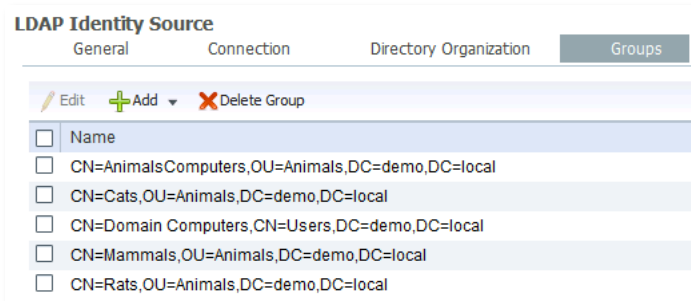 LDAP Identity Source
General Connection Directory Organization Groups
Edit Add Delete Group
Name
CN=AnimalsComputers,OU=Animals,DC=demo,DC=local
CN=Cats,OU=Animals,DC=demo,DC=local
CN=Domain Computers,CN=Users,DC=demo,DC=local
CN=Mammals,OU=Animals,DC=demo,DC=local
CN=Rats,OU=Animals,DC=demo,DC=local